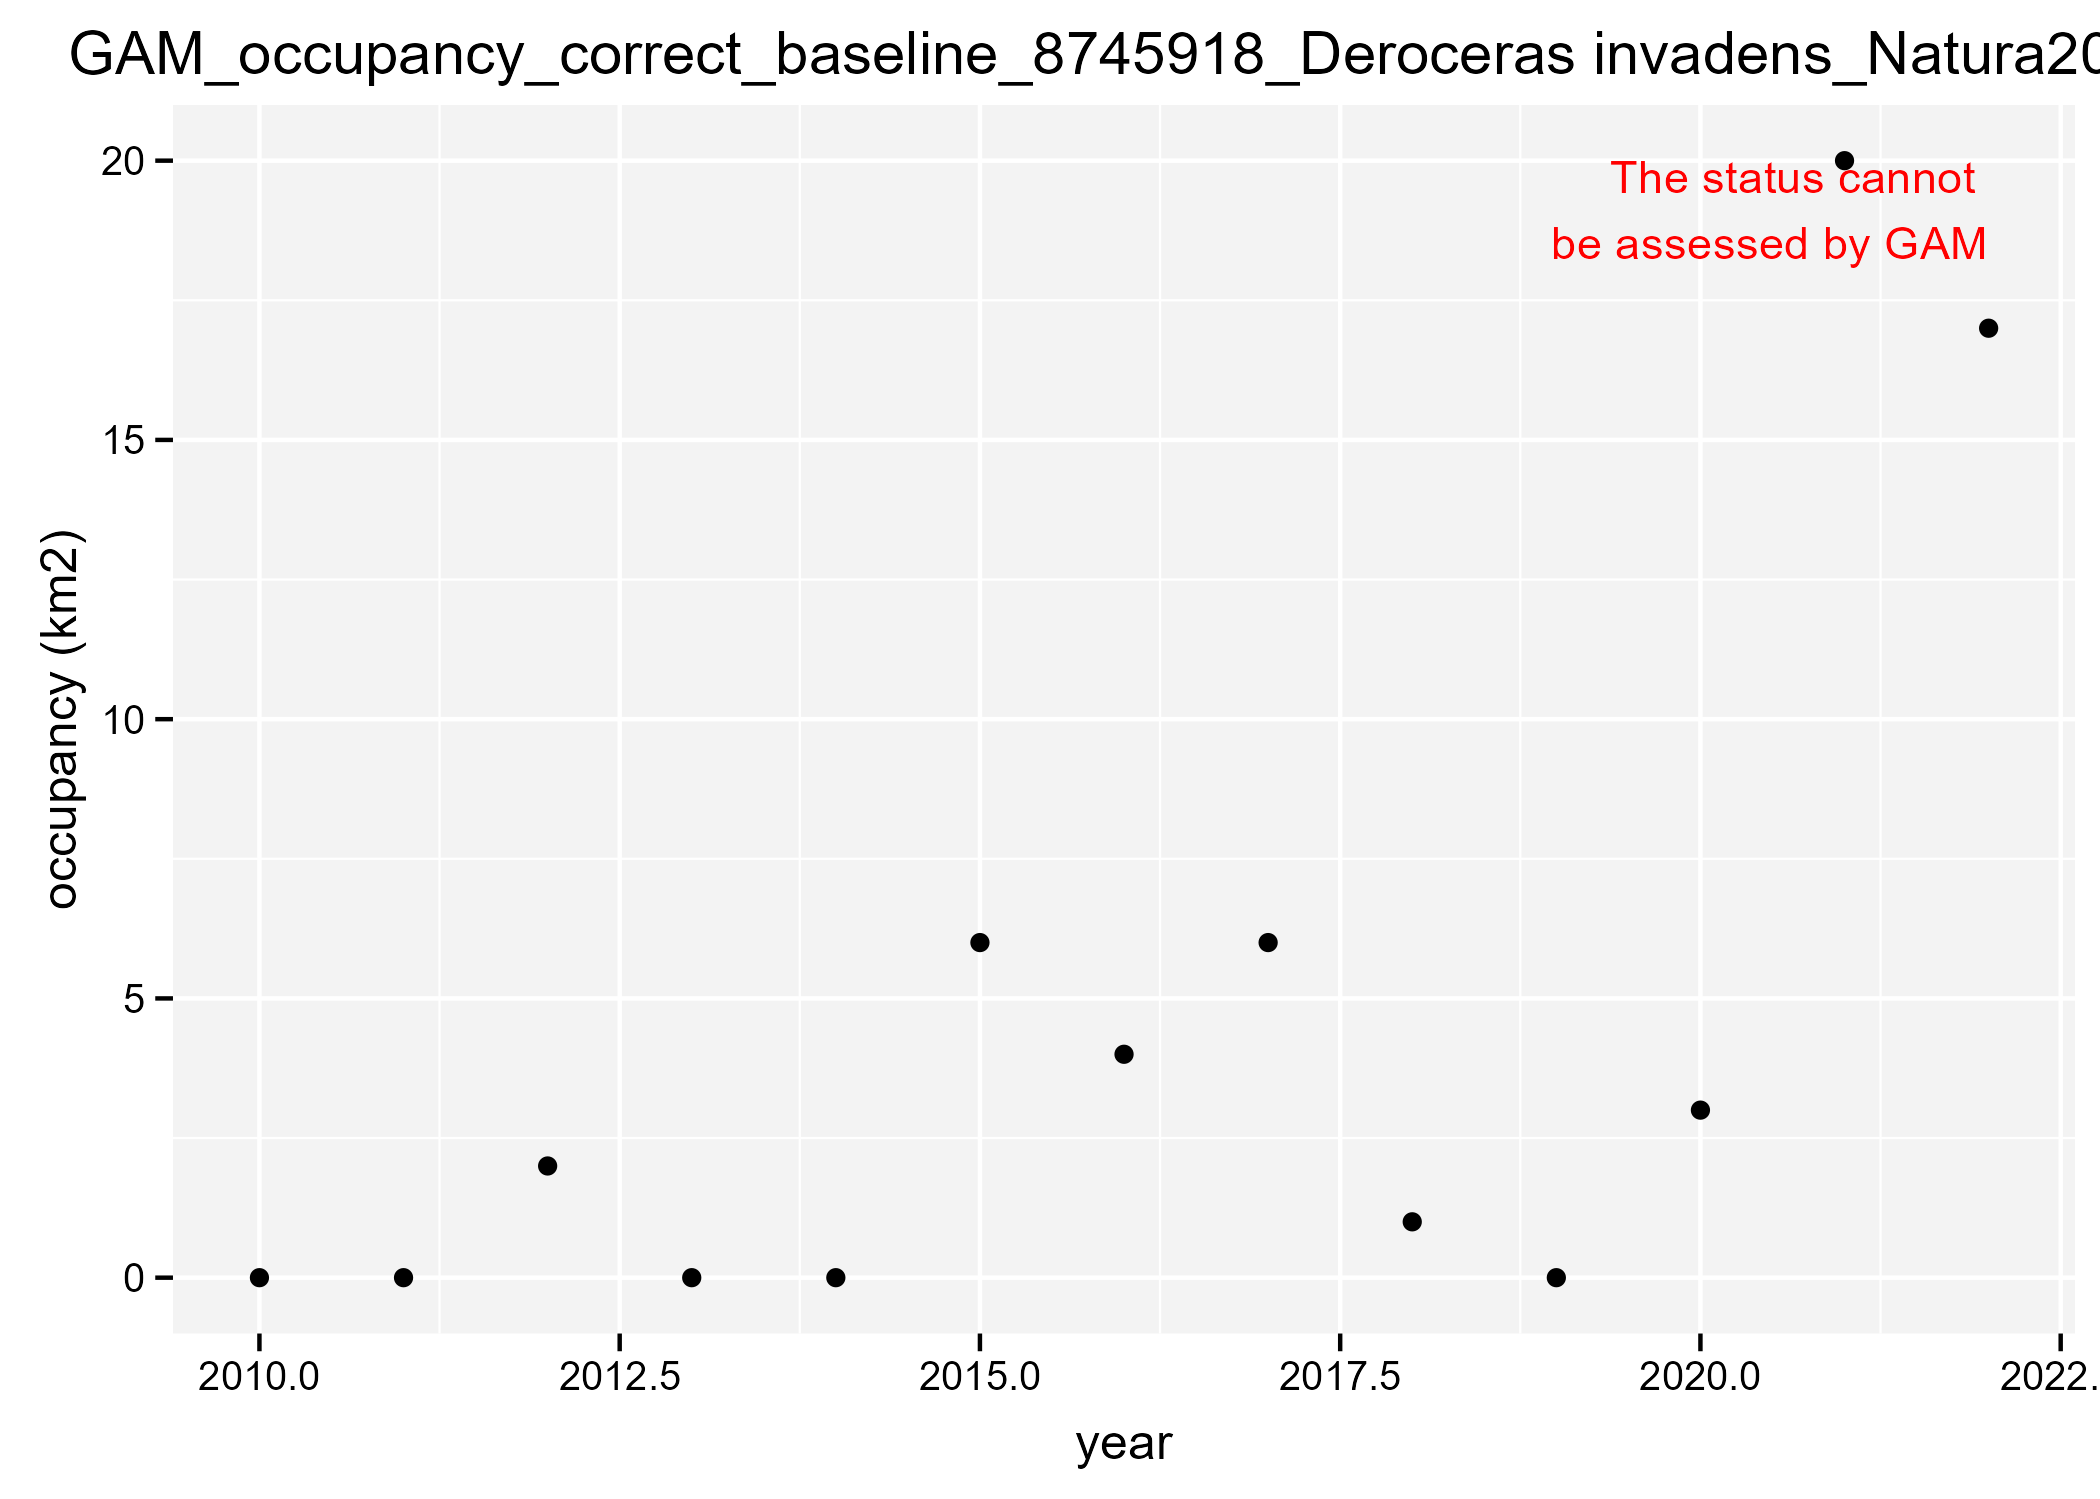 GAM_occupancy_correct_baseline_8745918_Deroceras invadens_Natura20
20
The status cannot
be assessed by GAM
15
occupancy (km2)
10
5
0
2010.0 2012.5 2015.0 2017.5 2020.0 2022.
year